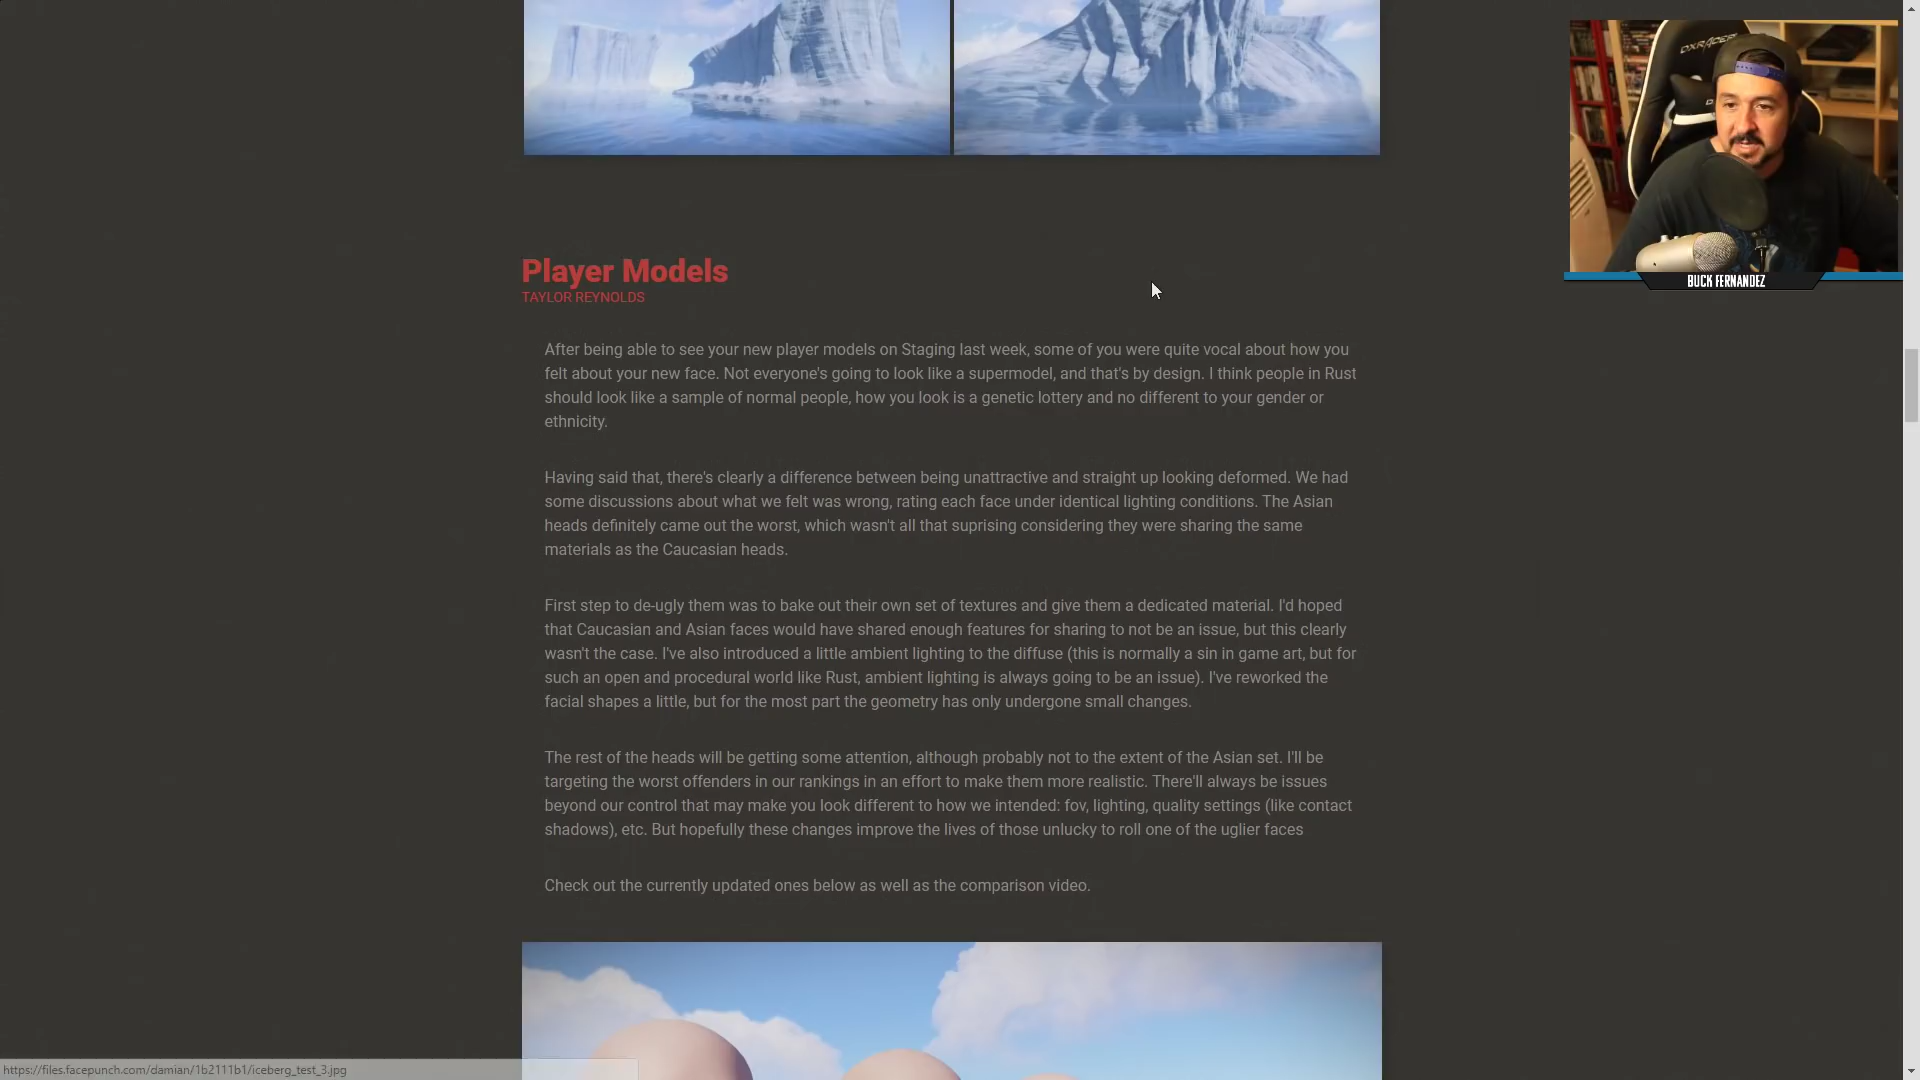 DXRACER
BUCK FERNANDEZ
Player Models
TAYLOR REYNOLDS
After being able to see your new player models on Staging last week, some of you were quite vocal about how you
felt about your new face. Not everyone's going to look like a supermodel, and that's by design. I think people in Rust
should look like a sample of normal people, how you look is a genetic lottery and no different to your gender or
ethnicity.
Having said that, there's clearly a difference between being unattractive and straight up looking deformed. We had
some discussions about what we felt was wrong, rating each face under identical lighting conditions. The Asian
heads definitely came out the worst, which wasn't all that suprising considering they were sharing the same
materials as the Caucasian heads.
First step to de-ugly them was to bake out their own set of textures and give them a dedicated material. I'd hoped
that Caucasian and Asian faces would have shared enough features for sharing to not be an issue, but this clearly
wasn't the case. I've also introduced a little ambient lighting to the diffuse (this is normally a sin in game art, but for
such an open and procedural world like Rust, ambient lighting is always going to be an issue). I've reworked the
facial shapes a little, but for the most part the geometry has only undergone small changes.
The rest of the heads will be getting some attention, although probably not to the extent of the Asian set. I'll be
targeting the worst offenders in our rankings in an effort to make them more realistic. There'll always be issues
beyond our control that may make you look different to how we intended: fov, lighting, quality settings (like contact
shadows), etc. But hopefully these changes improve the lives of those unlucky to roll one of the uglier faces
Check out the currently updated ones below as well as the comparison video.
https://files.facepunch.com/damian/1b2111b1/iceberg_test_3.jpg